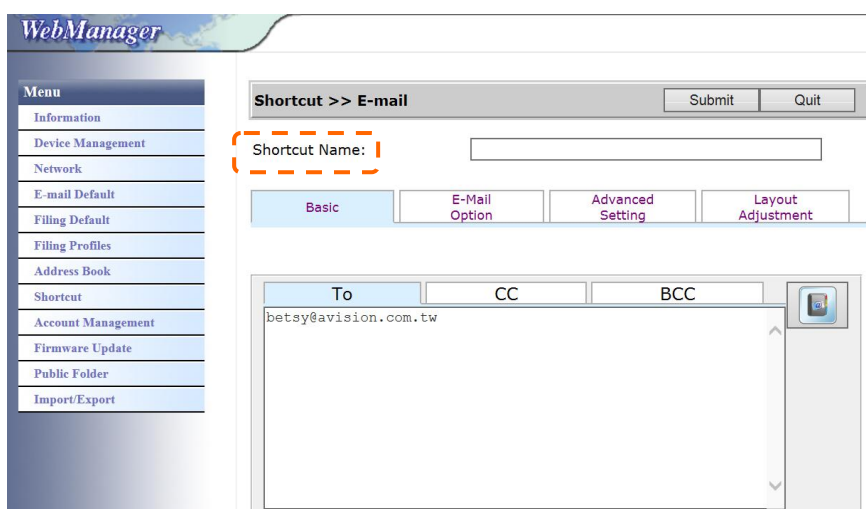 WebManager
Menu
Information
Device Management
Network
E-mail Default
Filing Default
Filing Profiles
Address Book
Shortcut
Account Management
Firmware Update
Public Folder
Import/Export
Shortcut >> E-mail
Submit
Quit
Shortcut Name:
Basic
E-Mail
Option
Advanced
Setting
Layout
Adjustment
To
CC
BCC
betsy@avision.com.tw